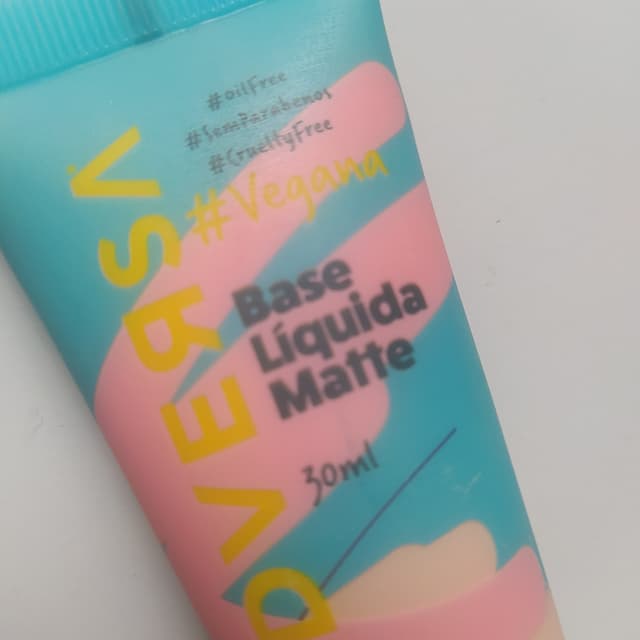 #oilFree
#SemParabenos
#CrueltyFree
#Vegana
Base
Líquida
Matte
30ml
DVERSA